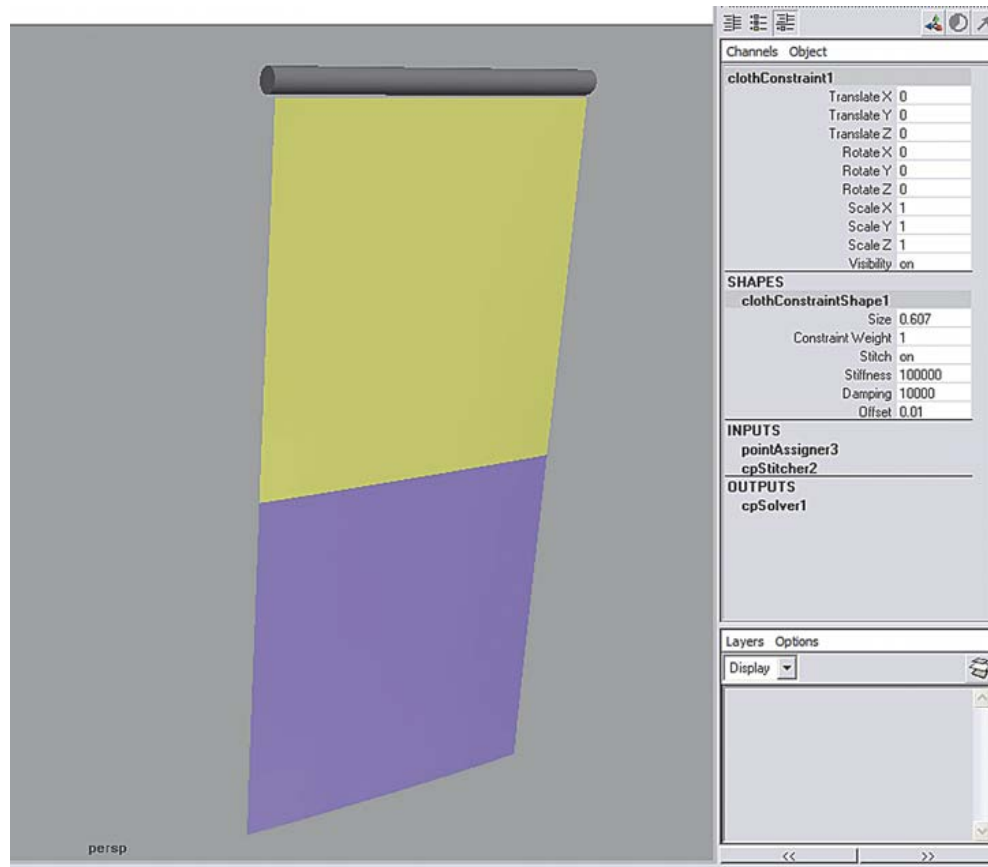 Channels Object
clothConstraint1
Translate X 0
Translate Y 0
Translate Z 0
Rotate X 0
Rotate Y 0
Rotate Z 0
Scale X 1
Scale Y 1
Scale Z 1
Visibility on
SHAPES
clothConstraintShape1
Size 0.607
Constraint Weight 1
Stitch on
Stiffness 100000
Damping 10000
Offset 0.01
INPUTS
pointAssigner3
cpStitcher2
OUTPUTS
cpSolver1
Layers Options
Display
persp
<< >>